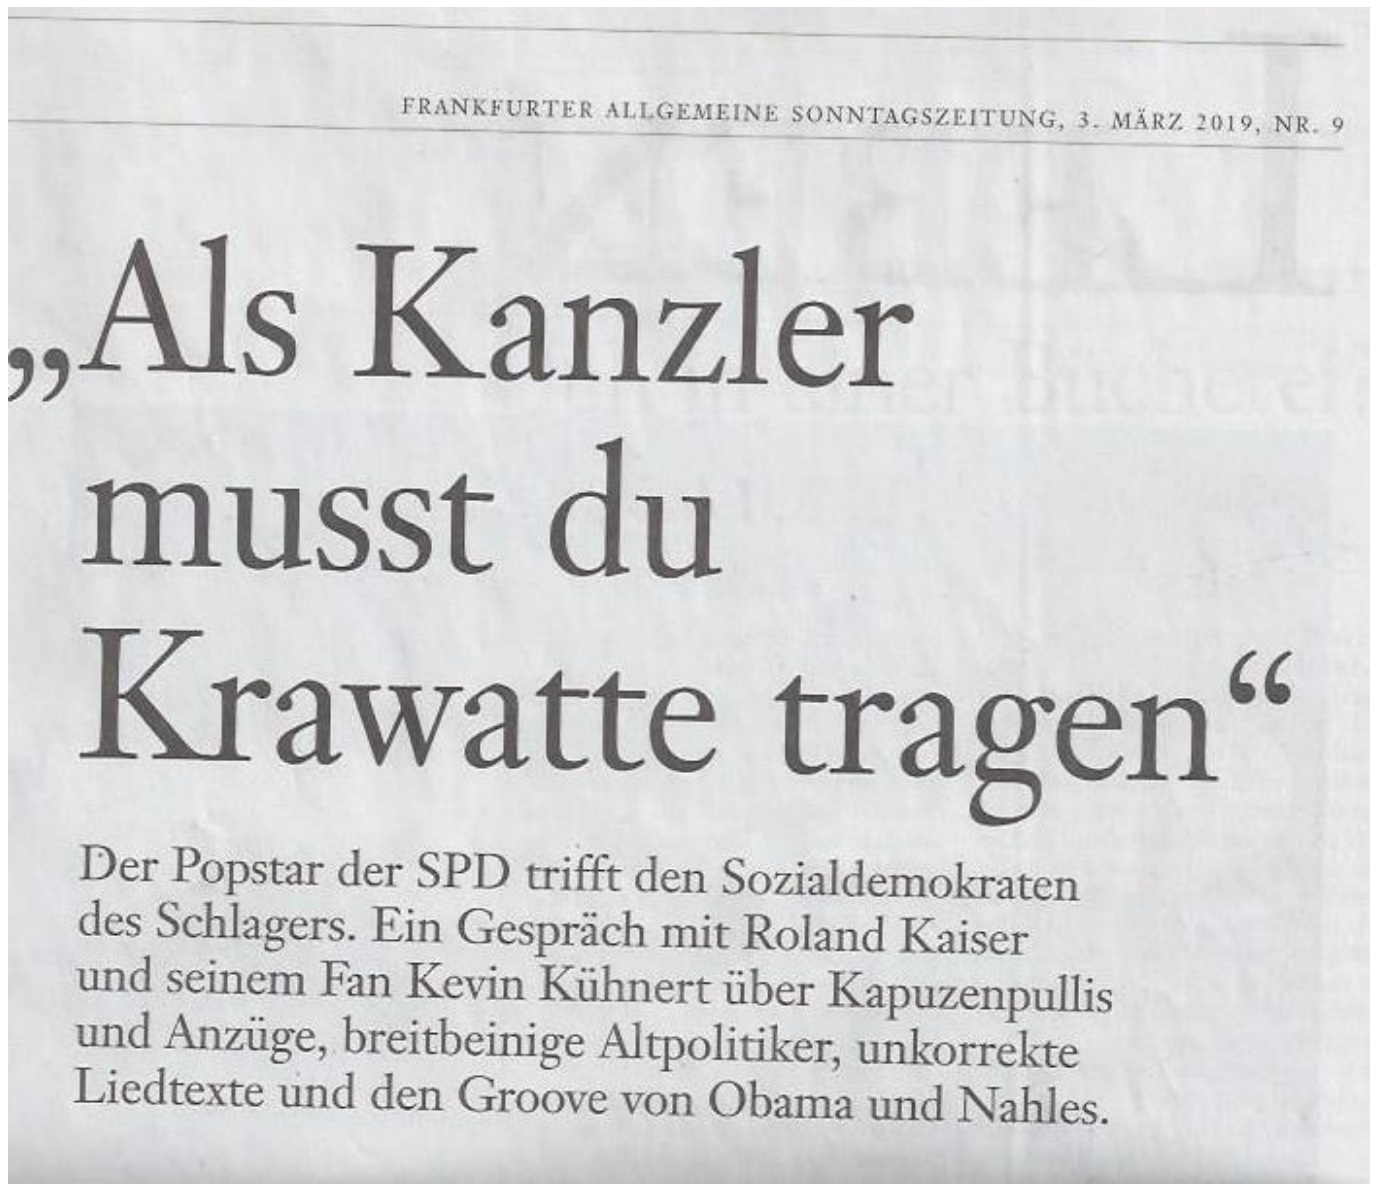 FRANKFURTER ALLGEMEINE SONNTAGSZEITUNG, 3. MÄRZ 2019, NR. 9
„Als Kanzler
musst du
Krawatte tragen“
Der Popstar der SPD trifft den Sozialdemokraten
des Schlagers. Ein Gespräch mit Roland Kaiser
und seinem Fan Kevin Kühnert über Kapuzenpullis
und Anzüge, breitbeinige Altpolitiker, unkorrekte
Liedtexte und den Groove von Obama und Nahles.